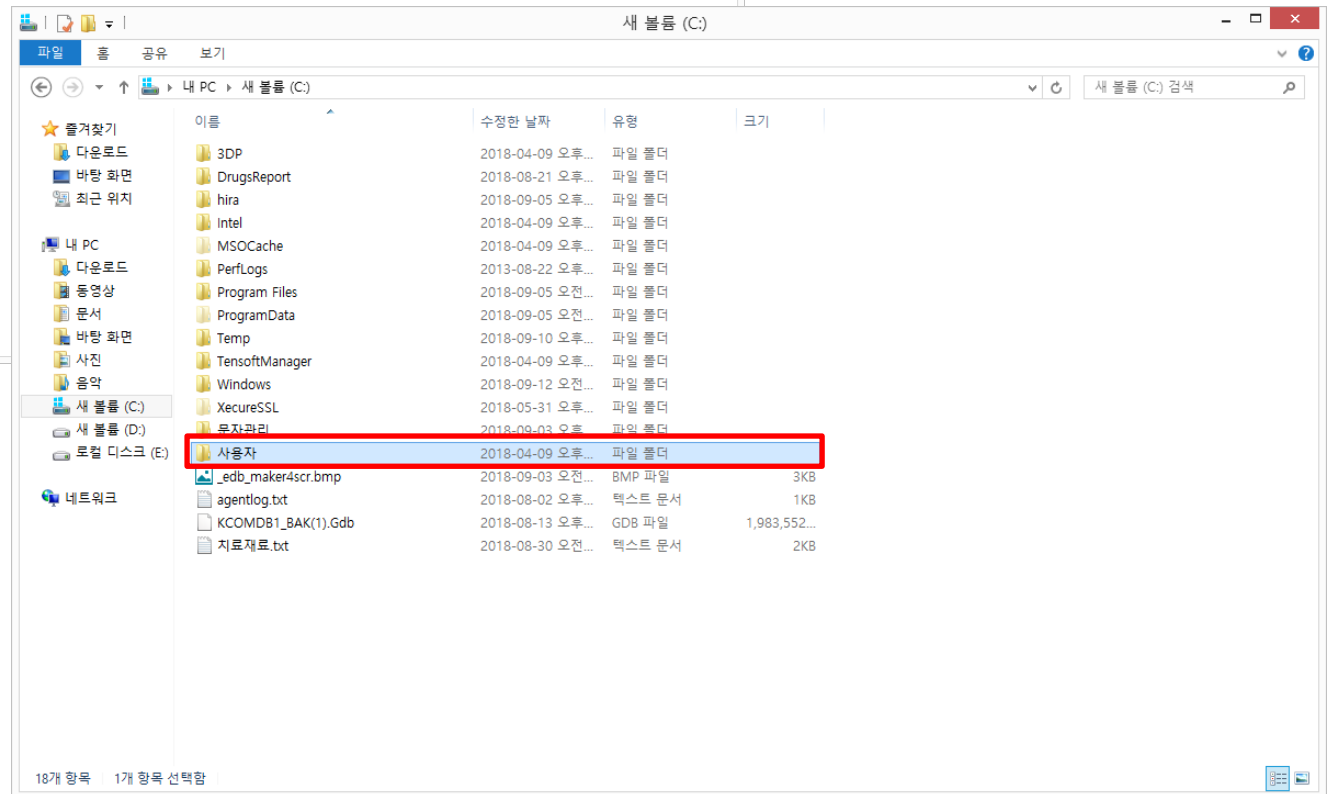 새 볼륨 (C:)
파일 홈 공유 보기
내 PC 새 볼륨 (C:) 새 볼륨 (C:) 검색
즐겨찾기
다운로드
바탕 화면
최근 위치
내 PC
다운로드
동영상
문서
바탕 화면
사진
음악
새 볼륨 (C:)
새 볼륨 (D:)
로컬 디스크 (E:)
네트워크
이름 수정한 날짜 유형 크기
3DP 2018-04-09 오후... 파일 폴더
DrugsReport 2018-08-21 오후... 파일 폴더
hira 2018-09-05 오후... 파일 폴더
Intel 2018-04-09 오후... 파일 폴더
MSOCache 2018-04-09 오후... 파일 폴더
PerfLogs 2013-08-22 오후... 파일 폴더
Program Files 2018-09-05 오전... 파일 폴더
ProgramData 2018-09-05 오전... 파일 폴더
Temp 2018-09-10 오후... 파일 폴더
TensoftManager 2018-04-09 오후... 파일 폴더
Windows 2018-09-12 오전... 파일 폴더
XecureSSL 2018-05-31 오후... 파일 폴더
문자관리 2018-09-03 오후 파일 폴더
사용자 2018-04-09 오후... 파일 폴더
_edb_maker4scr.bmp 2018-09-03 오전... BMP 파일 3KB
agentlog.txt 2018-08-02 오후... 텍스트 문서 1KB
KCOMDB1_BAK(1).Gdb 2018-08-13 오후... GDB 파일 1,983,552...
치료재료.txt 2018-08-30 오전... 텍스트 문서 2KB
18개 항목 1개 항목 선택함